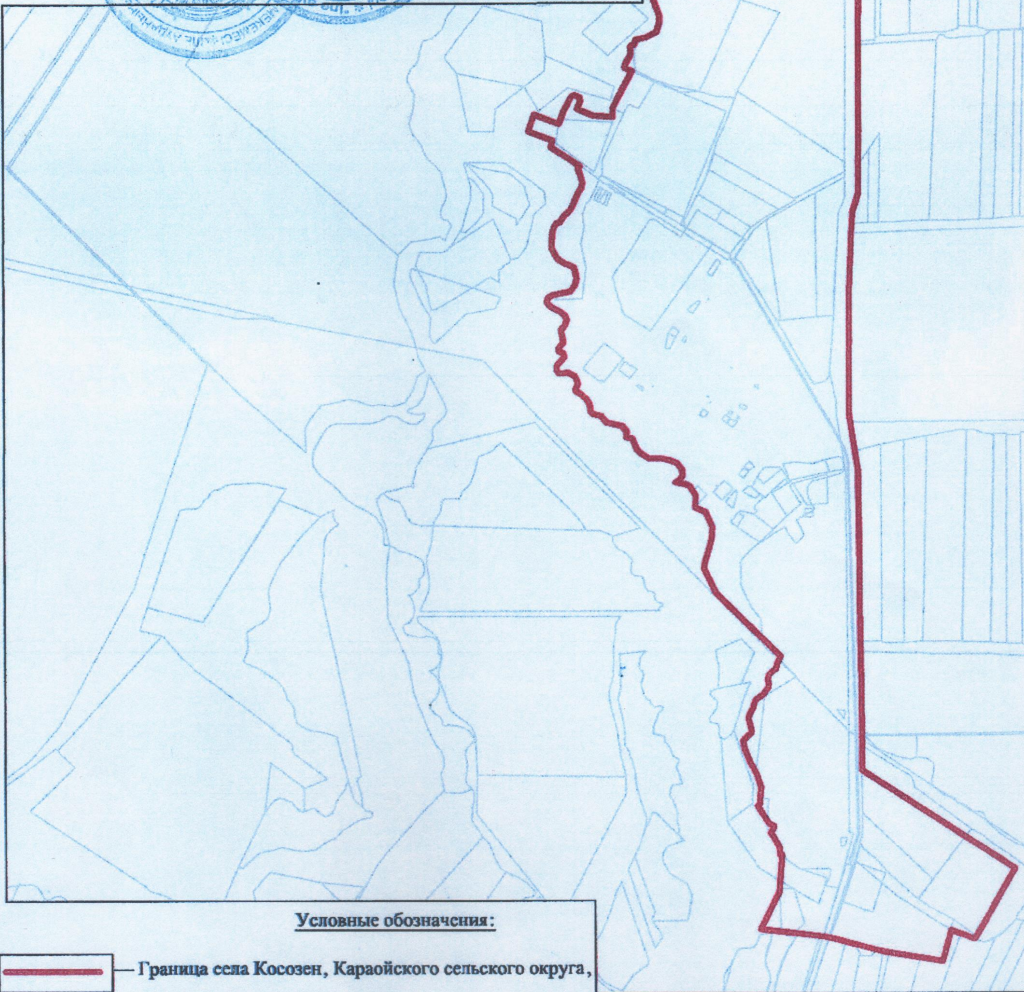 Условные обозначения:
Граница села Косозен, Караойского сельского округа,